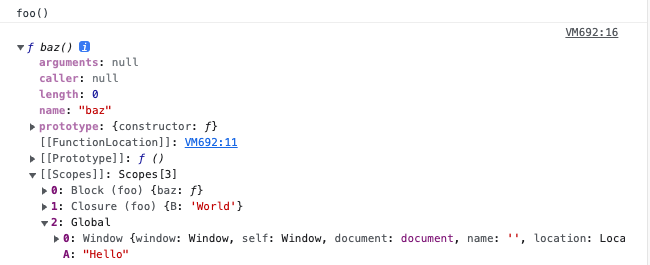 foo()
VM692:16
▼ƒ baz() i
arguments: null
caller: null
length: 0
name: "baz"
▶prototype: {constructor: ƒ}
[[FunctionLocation]]: VM692:11
▶[[Prototype]]: ƒ ()
▼[[Scopes]]: Scopes[3]
▶0: Block (foo) {baz: ƒ}
▶1: Closure (foo) {B: 'World'}
▼2: Global
▶0: Window {window: Window, self: Window, document: document, name: '', location: Loca
A: "Hello"